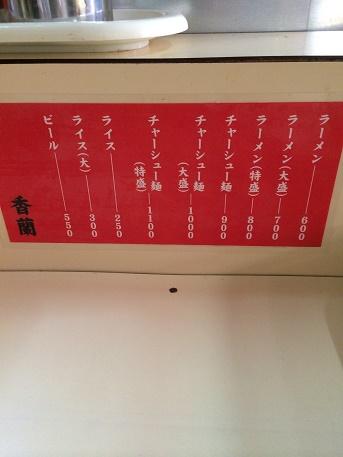 ラーメン 600
ラーメン(大盛) 700
ラーメン(特盛) 800
チャーシュー麺 900
チャーシュー麺(大盛) 1000
チャーシュー麺(特盛) 1100
ライス 250
ライス(大) 300
ビール 550
香蘭